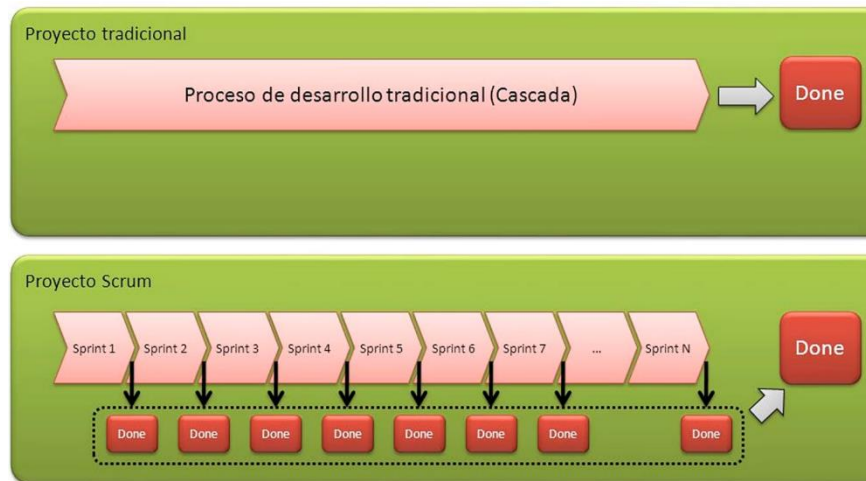 Proyecto tradicional
Proceso de desarrollo tradicional (Cascada)
Done
Proyecto Scrum
Sprint 1
Sprint 2
Sprint 3
Sprint 4
Sprint 5
Sprint 6
Sprint 7
...
Sprint N
Done
Done
Done
Done
Done
Done
Done
Done
Done